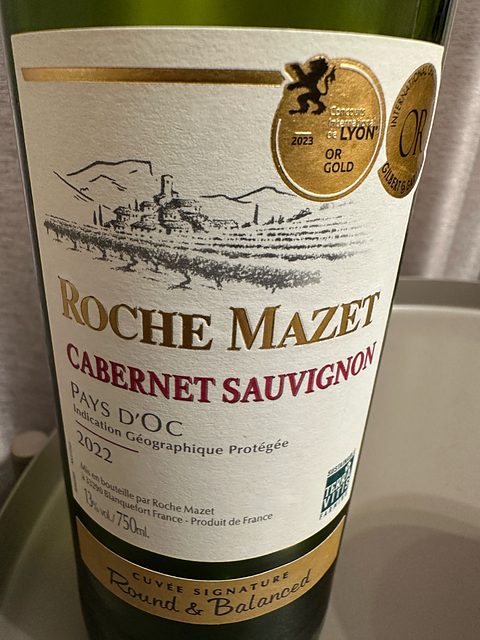 Concours
International
de LYON
2023
OR
GOLD
INTERNATIONAL
OR
GILBERT & GA
ROCHE MAZET
CABERNET SAUVIGNON
PAYS D'OC
Indication Géographique Protégée
2022
Mis en bouteille par Roche Mazet
à 33290 Blanquefort France - Produit de France
13% vol./750mL
CUVÉE SIGNATURE
Round & Balanced